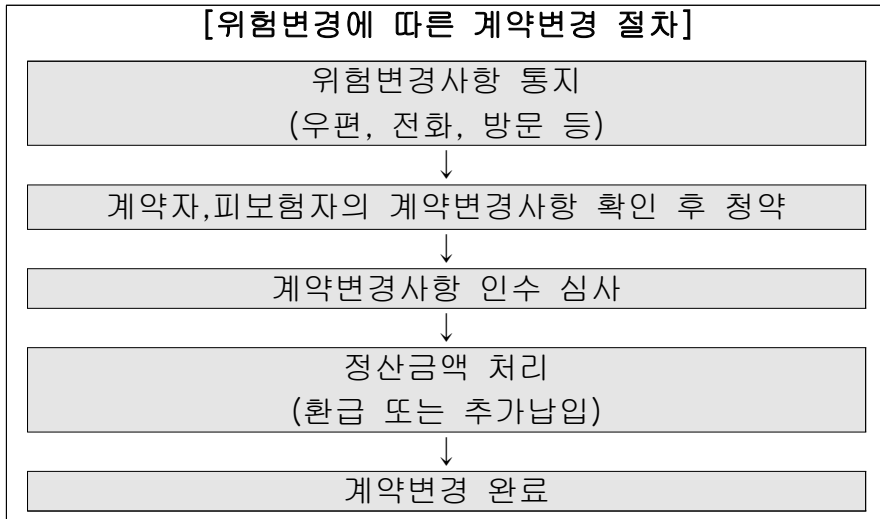 [위험변경에 따른 계약변경 절차]
위험변경사항 통지
(우편, 전화, 방문 등)
↓
계약자,피보험자의 계약변경사항 확인 후 청약
↓
계약변경사항 인수 심사
↓
정산금액 처리
(환급 또는 추가납입)
↓
계약변경 완료